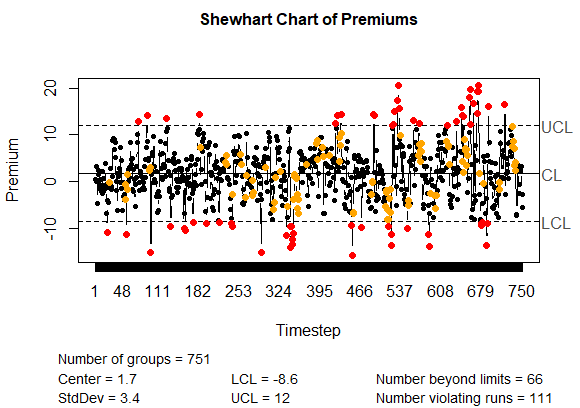 Shewhart Chart of Premiums
Premium
20
10
0
-10
UCL
CL
LCL
1 48 111 182 253 324 395 466 537 608 679 750
Timestep
Number of groups = 751
Center = 1.7 LCL = -8.6 Number beyond limits = 66
StdDev = 3.4 UCL = 12 Number violating runs = 111